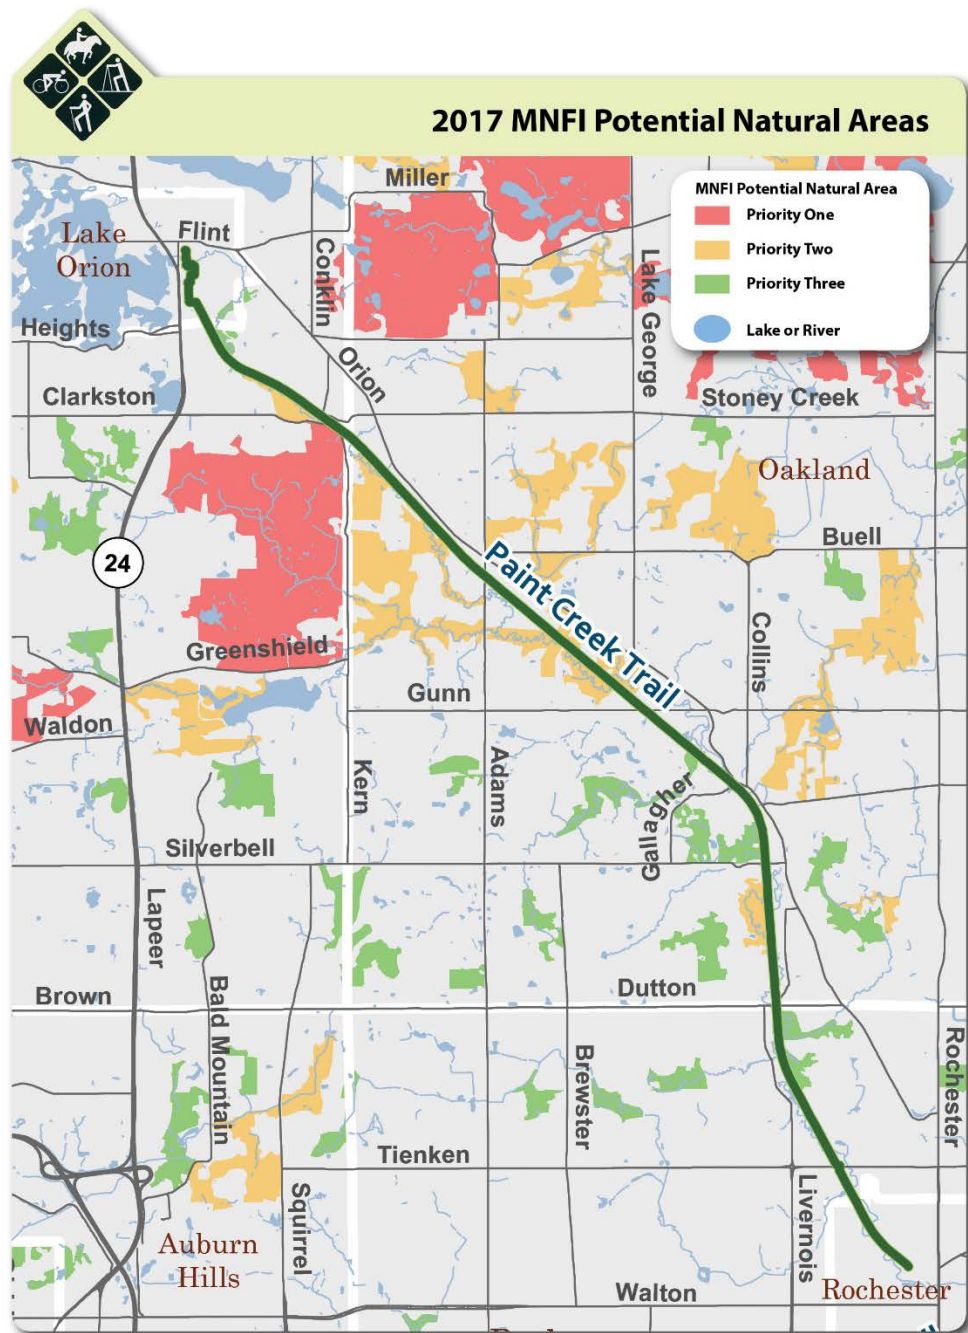 2017 MNFI Potential Natural Areas
Miller
MNFI Potential Natural Area
Priority One
Priority Two
Priority Three
Lake or River
Lake
Orion
Flint
Conklin
Lake George
Heights
Orion
Clarkston
Stoney Creek
Oakland
Buell
24
Paint Creek Trail
Collins
Greenshield
Gunn
Waldon
Kern
Adams
Gallagher
Silverbell
Lapeer
Bald Mountain
Brown
Dutton
Brewster
Rochester
Tienken
Squirrel
Livernois
Auburn
Hills
Walton
Rochester